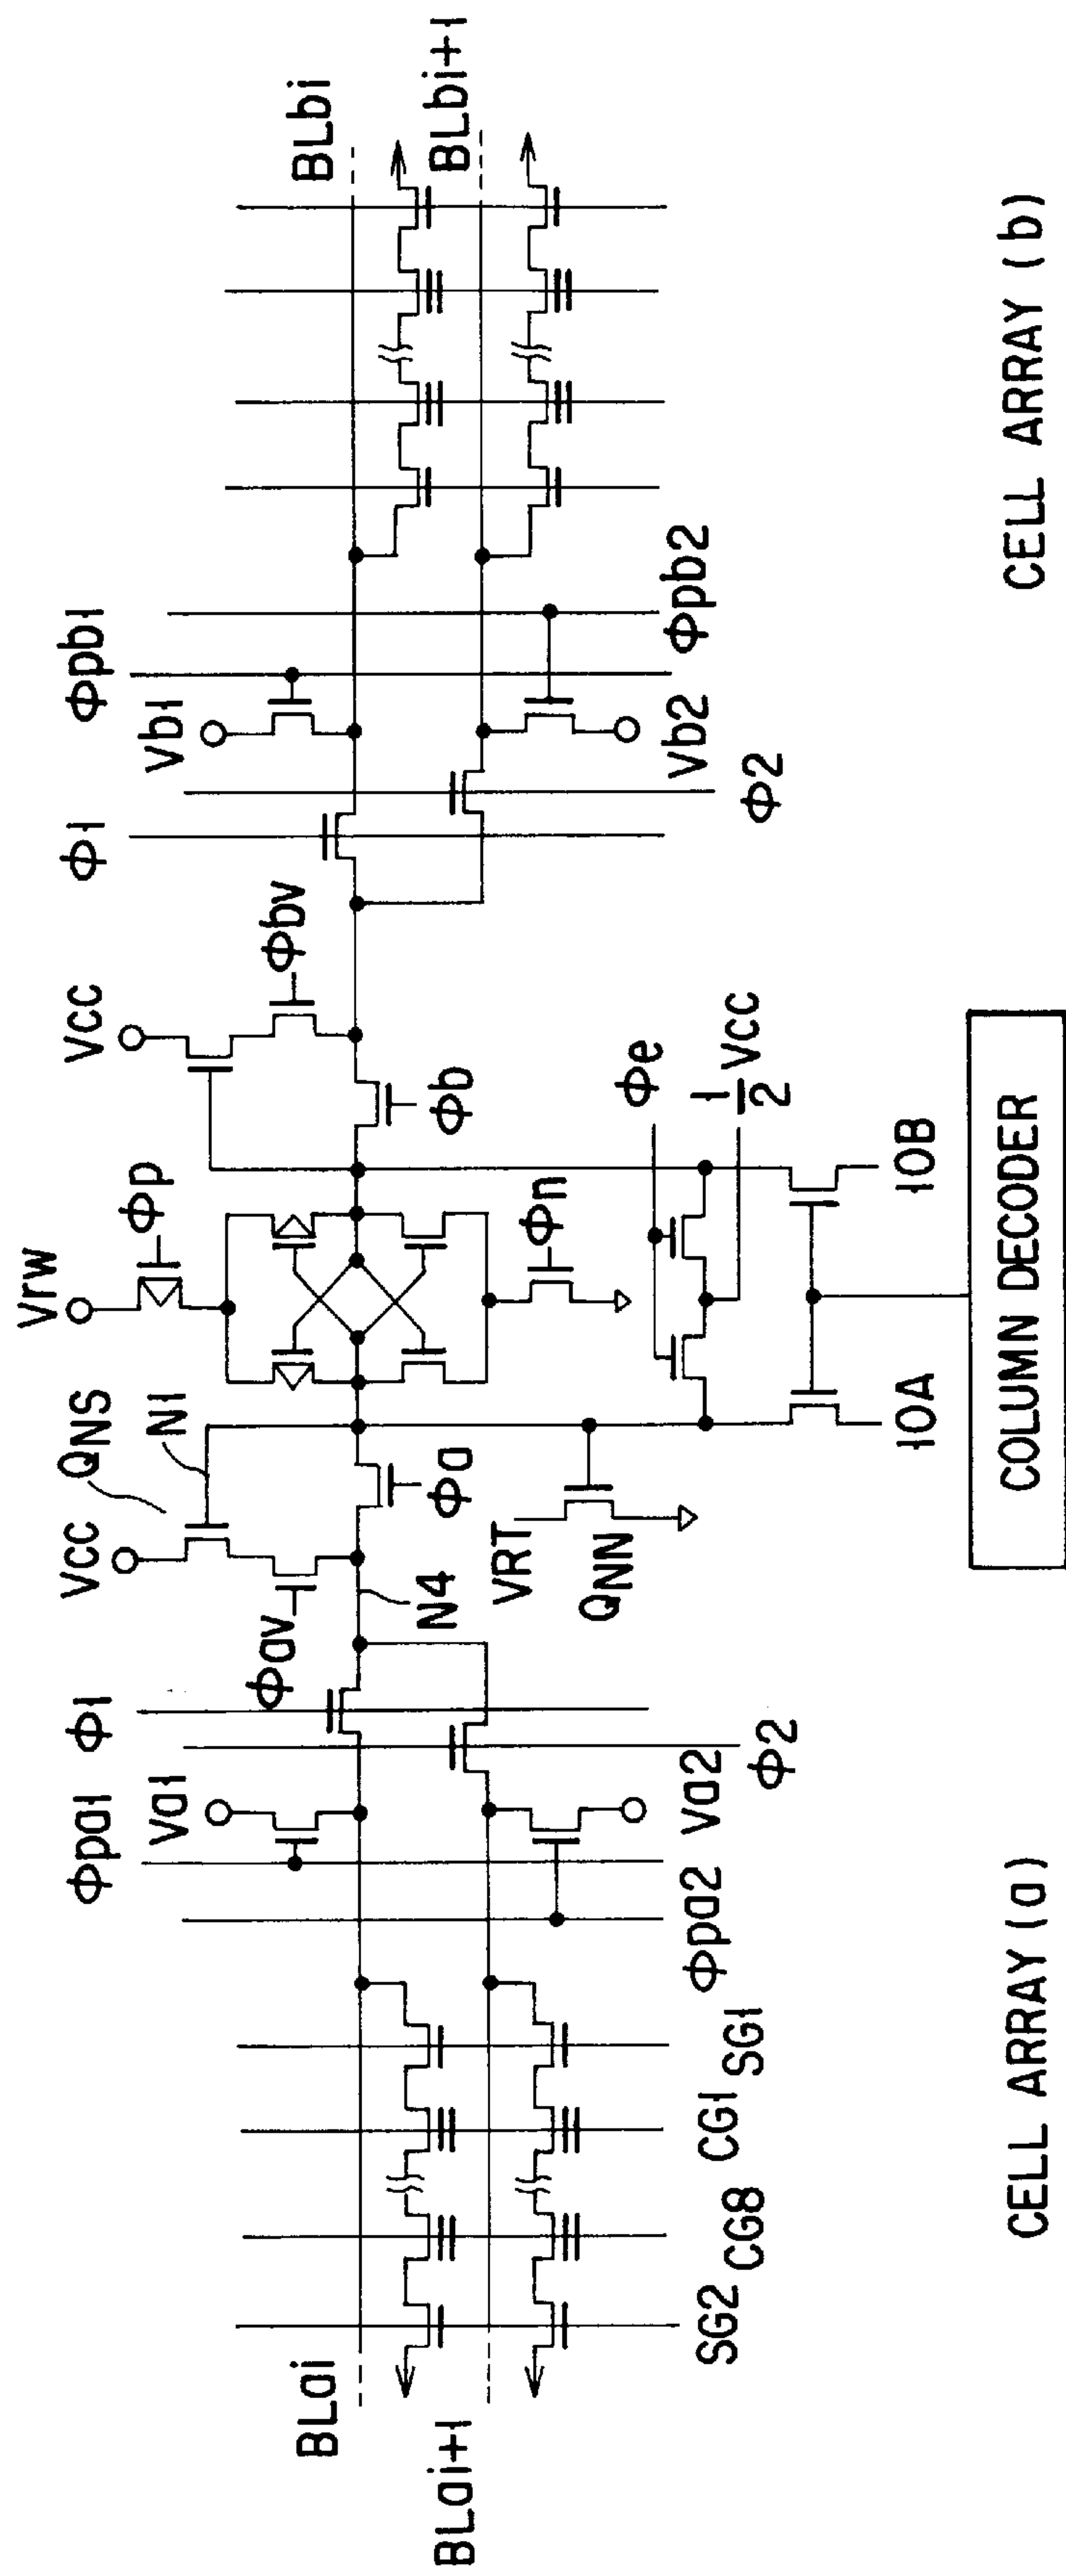 Vrw
Φp
Vcc
QNS
N1
Vcc
Φpa1
Va1
Φ1
Φav
Φbv
Φ1
Vb1
Φpb1
BLai
BLbi
N4
Φa
Φb
BLai+1
BLbi+1
VRT
QNN
Φn
Φe
1/2 Vcc
SG2
CG8
CG1
SG1
Φpa2
Va2
Φ2
Φ2
Vb2
Φpb2
IOA
IOB
COLUMN DECODER
CELL ARRAY (a)
CELL ARRAY (b)